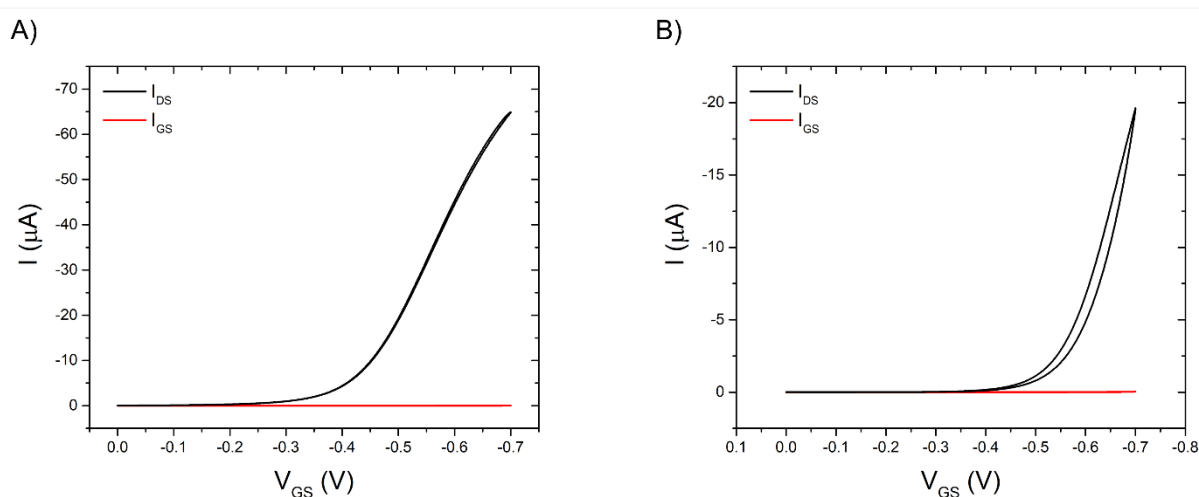 A)
I_DS
I_GS
-70
-60
-50
-40
-30
-20
-10
0
I (μA)
0.0 -0.1 -0.2 -0.3 -0.4 -0.5 -0.6 -0.7
V_GS (V)
B)
I_DS
I_GS
-20
-15
-10
-5
0
I (μA)
0.1 0.0 -0.1 -0.2 -0.3 -0.4 -0.5 -0.6 -0.7 -0.8
V_GS (V)